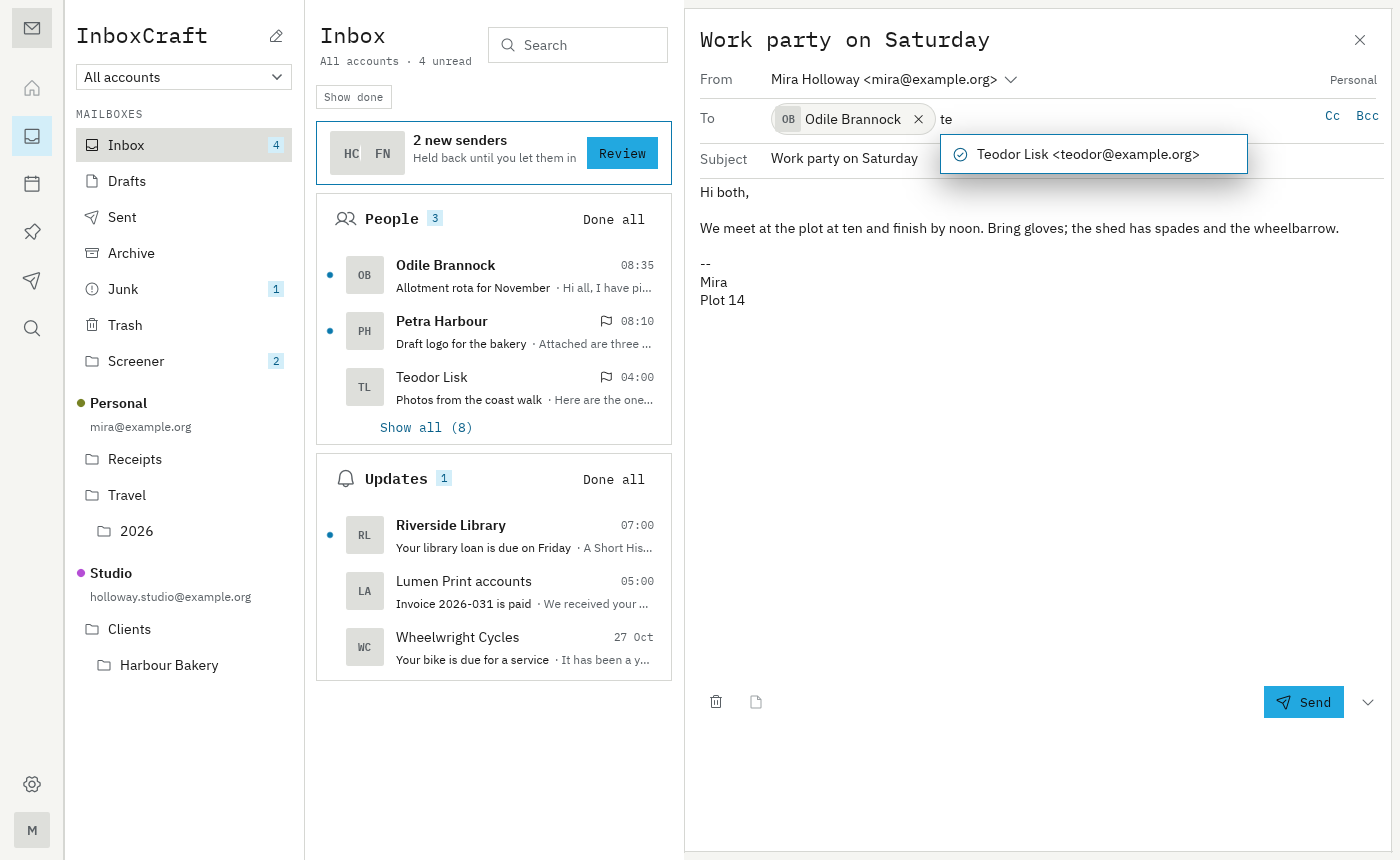 InboxCraft
All accounts
MAILBOXES
Inbox 4
Drafts
Sent
Archive
Junk 1
Trash
Screener 2
Personal
mira@example.org
Receipts
Travel
2026
Studio
holloway.studio@example.org
Clients
Harbour Bakery
M
Inbox
All accounts · 4 unread
Search
Show done
HC FN
2 new senders
Held back until you let them in
Review
People 3 Done all
OB Odile Brannock 08:35
Allotment rota for November · Hi all, I have pi…
PH Petra Harbour 08:10
Draft logo for the bakery · Attached are three …
TL Teodor Lisk 04:00
Photos from the coast walk · Here are the one…
Show all (8)
Updates 1 Done all
RL Riverside Library 07:00
Your library loan is due on Friday · A Short His…
LA Lumen Print accounts 05:00
Invoice 2026-031 is paid · We received your …
WC Wheelwright Cycles 27 Oct
Your bike is due for a service · It has been a y…
Work party on Saturday
From Mira Holloway <mira@example.org> Personal
To OB Odile Brannock te Cc Bcc
Teodor Lisk <teodor@example.org>
Subject Work party on Saturday
Hi both,
We meet at the plot at ten and finish by noon. Bring gloves; the shed has spades and the wheelbarrow.
--
Mira
Plot 14
Send